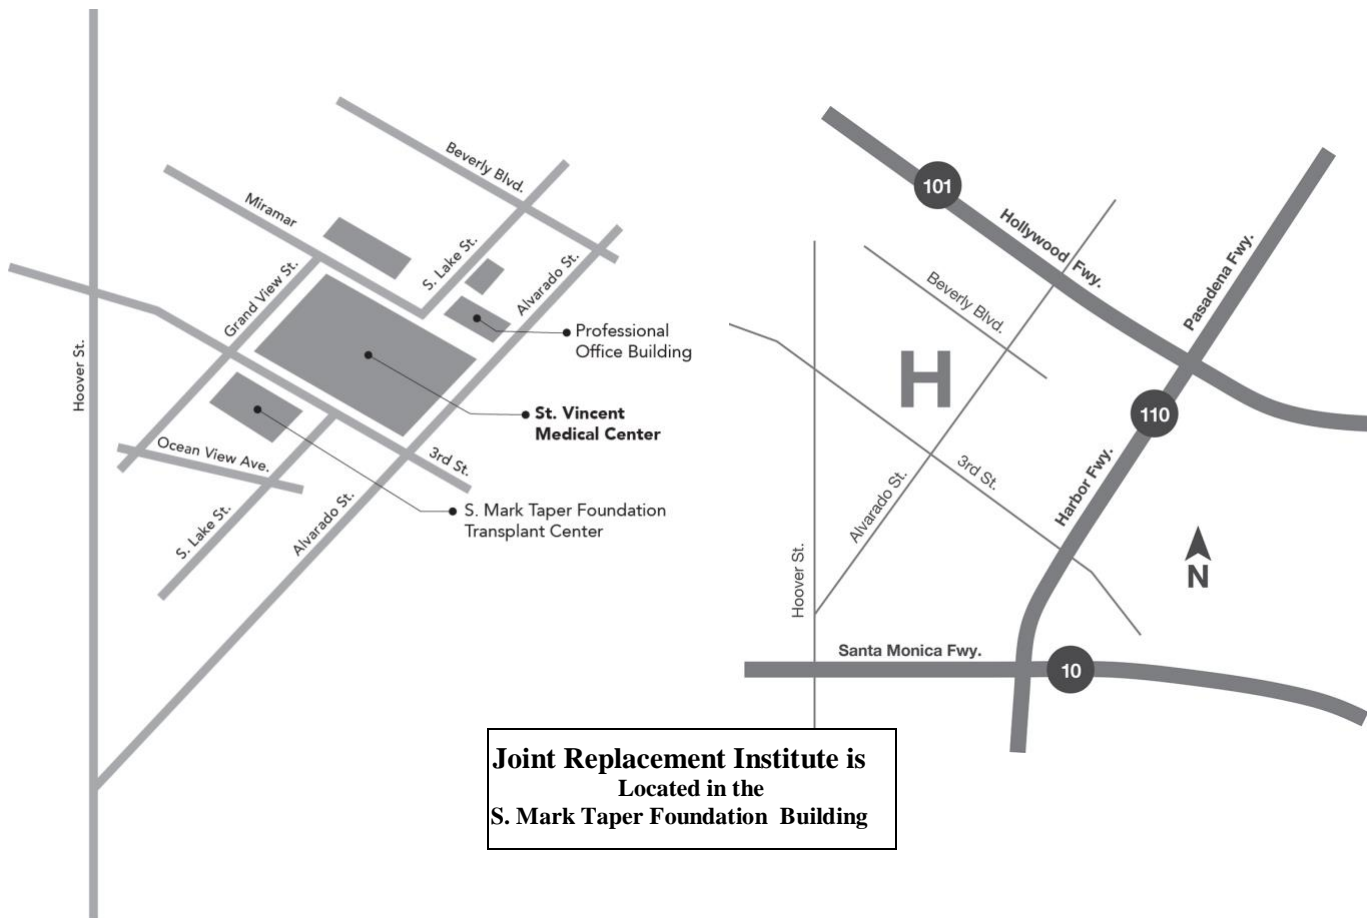 Beverly Blvd.
Miramar
S. Lake St.
Grand View St.
Alvarado St.
Professional
Office Building
Hoover St.
St. Vincent
Medical Center
Ocean View Ave.
3rd St.
S. Lake St.
Alvarado St.
S. Mark Taper Foundation
Transplant Center
101
Hollywood Fwy.
Pasadena Fwy.
Beverly Blvd.
H
110
3rd St.
Alvarado St.
Harbor Fwy.
Hoover St.
N
Santa Monica Fwy.
10
Joint Replacement Institute is
Located in the
S. Mark Taper Foundation  Building